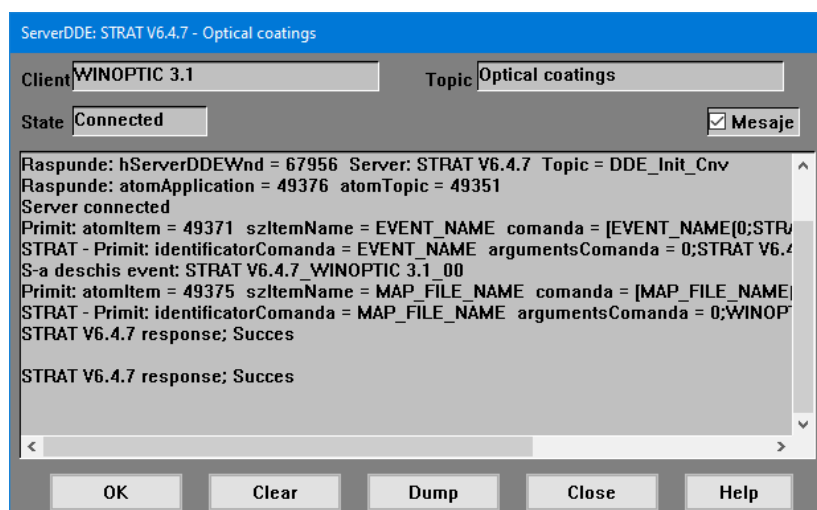 ServerDDE: STRAT V6.4.7 - Optical coatings
Client WINOPTIC 3.1 Topic Optical coatings
State Connected Mesaje
Raspunde: hServerDDEWnd = 67956 Server: STRAT V6.4.7 Topic = DDE_Init_Cnv
Raspunde: atomApplication = 49376 atomTopic = 49351
Server connected
Primit: atomItem = 49371 szItemName = EVENT_NAME comanda = [EVENT_NAME(0;STRA
STRAT - Primit: identificatorComanda = EVENT_NAME argumentsComanda = 0;STRAT V6.4
S-a deschis event: STRAT V6.4.7_WINOPTIC 3.1_00
Primit: atomItem = 49375 szItemName = MAP_FILE_NAME comanda = [MAP_FILE_NAME(
STRAT - Primit: identificatorComanda = MAP_FILE_NAME argumentsComanda = 0;WINOPT
STRAT V6.4.7 response; Succes
STRAT V6.4.7 response; Succes
OK Clear Dump Close Help